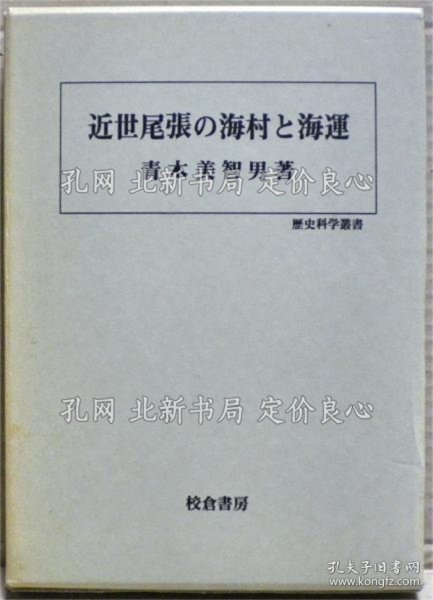 近世尾張の海村と海運
青木美智男著
孔网 北新书局 定价良心
歴史科学叢書
孔网 北新书局 定价良心
校倉書房
孔夫子旧书网
www.kongfz.com